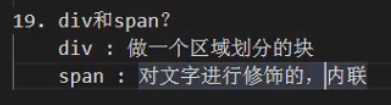 19. div和span?
div : 做一个区域划分的块
span : 对文字进行修饰的，内联